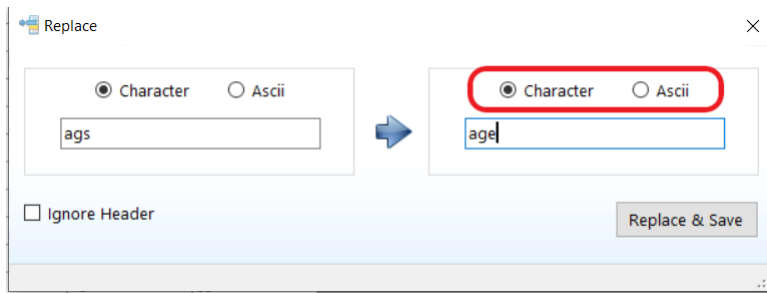 Replace
Character Ascii Character Ascii
ags age
Ignore Header
Replace & Save